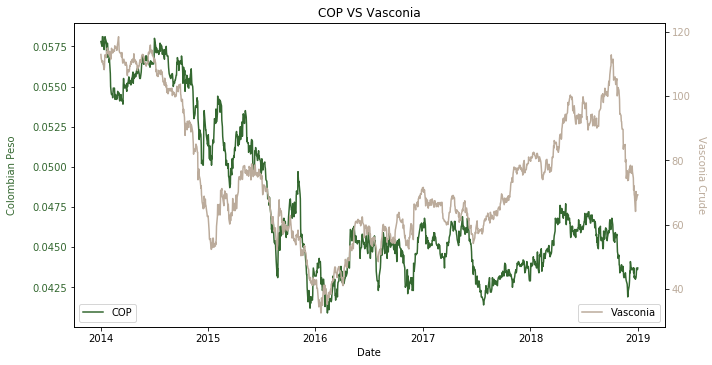 COP VS Vasconia
0.0575
0.0550
0.0525
0.0500
0.0475
0.0450
0.0425
Colombian Peso
120
100
80
60
40
Vasconia Crude
COP
Vasconia
2014 2015 2016 2017 2018 2019
Date